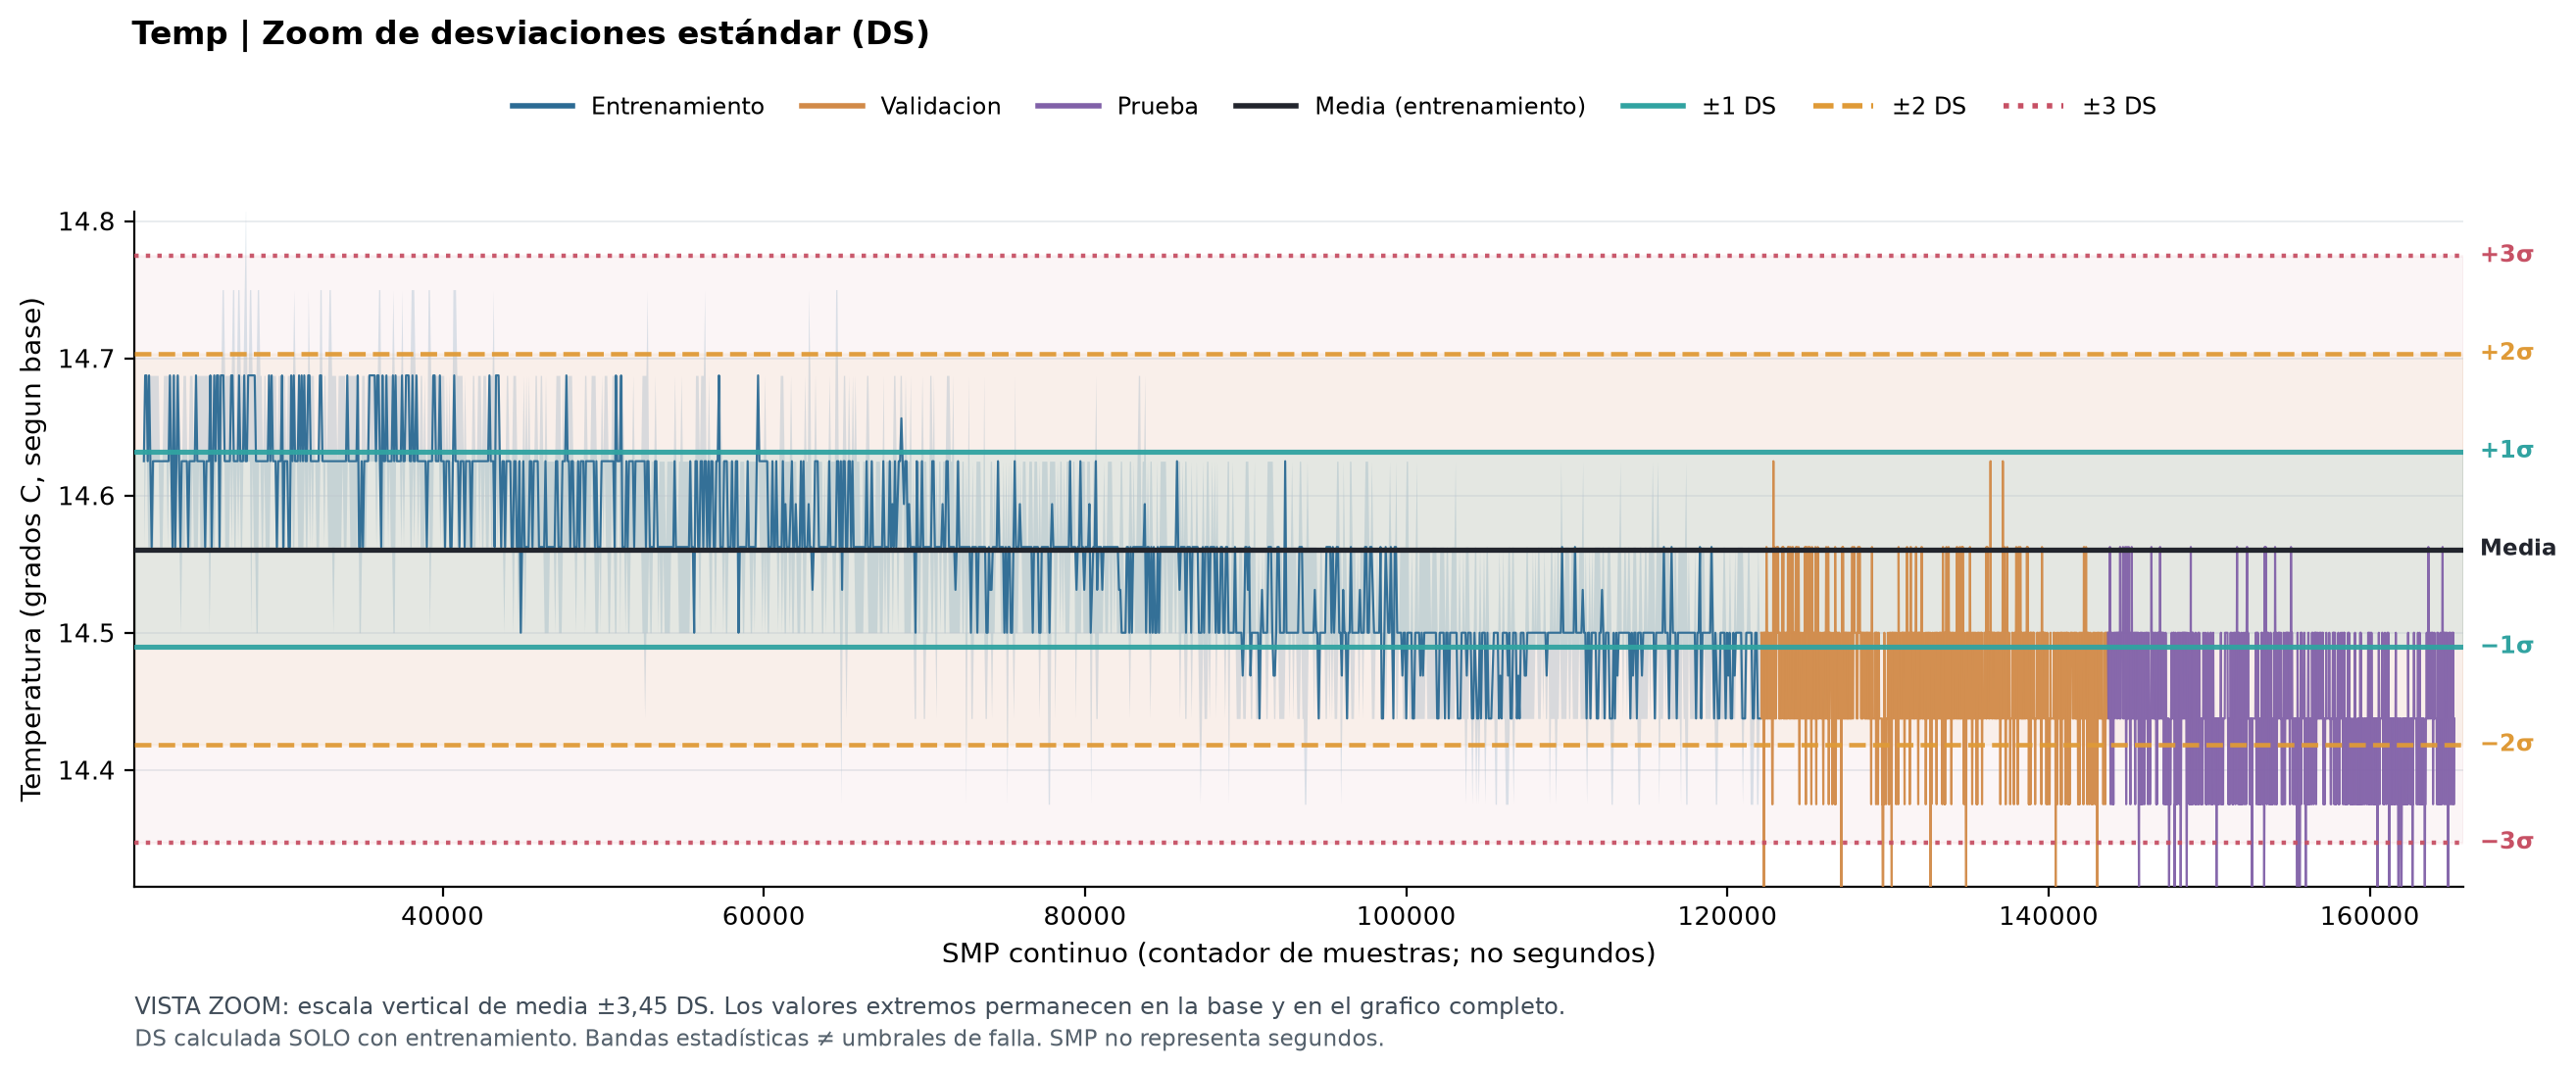 Temp | Zoom de desviaciones estándar (DS)
Entrenamiento Validacion Prueba Media (entrenamiento) ±1 DS ±2 DS ±3 DS
Temperatura (grados C, segun base)
14.8
14.7
14.6
14.5
14.4
+3σ
+2σ
+1σ
Media
−1σ
−2σ
−3σ
40000 60000 80000 100000 120000 140000 160000
SMP continuo (contador de muestras; no segundos)
VISTA ZOOM: escala vertical de media ±3,45 DS. Los valores extremos permanecen en la base y en el grafico completo.
DS calculada SOLO con entrenamiento. Bandas estadísticas ≠ umbrales de falla. SMP no representa segundos.